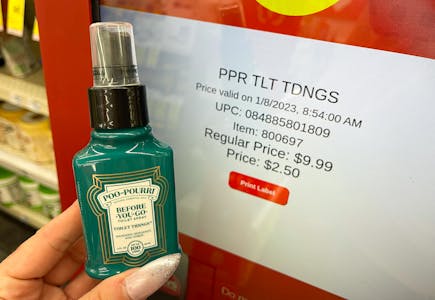 PPR TLT TDNGS
Price valid on 1/8/2023, 8:54:00 AM
UPC: 084885801809
Item: 800697
Regular Price: $9.99
Price: $2.50
Print Label
POO~POURRI
BEFORE
-YOU-GO
TOILET SPRAY
TOILET THINGS
100